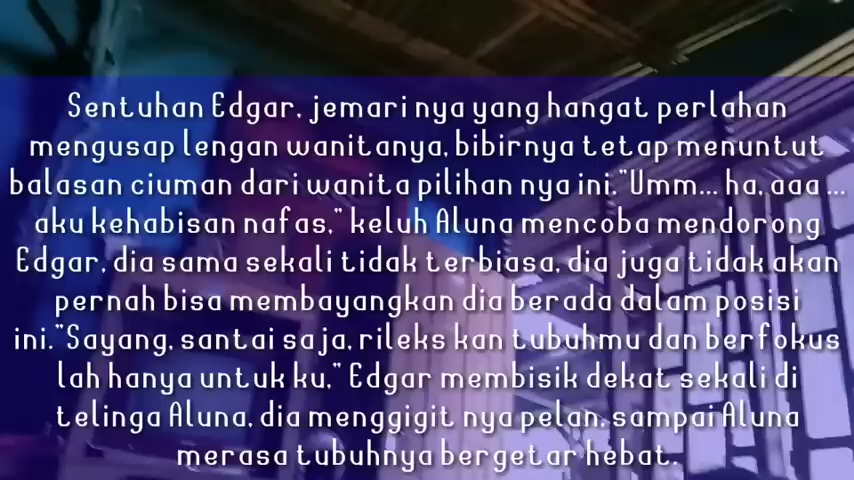 Sentuhan Edgar, jemari nya yang hangat perlahan
mengusap lengan wanitanya, bibirnya tetap menuntut
balasan ciuman dari wanita pilihan nya ini."Umm... ha, aaa ...
aku kehabisan nafas," keluh Aluna mencoba mendorong
Edgar, dia sama sekali tidak terbiasa, dia juga tidak akan
pernah bisa membayangkan dia berada dalam posisi
ini."Sayang, santai saja, rileks kan tubuhmu dan berfokus
lah hanya untuk ku," Edgar membisik dekat sekali di
telinga Aluna, dia menggigit nya pelan, sampai Aluna
merasa tubuhnya bergetar hebat.